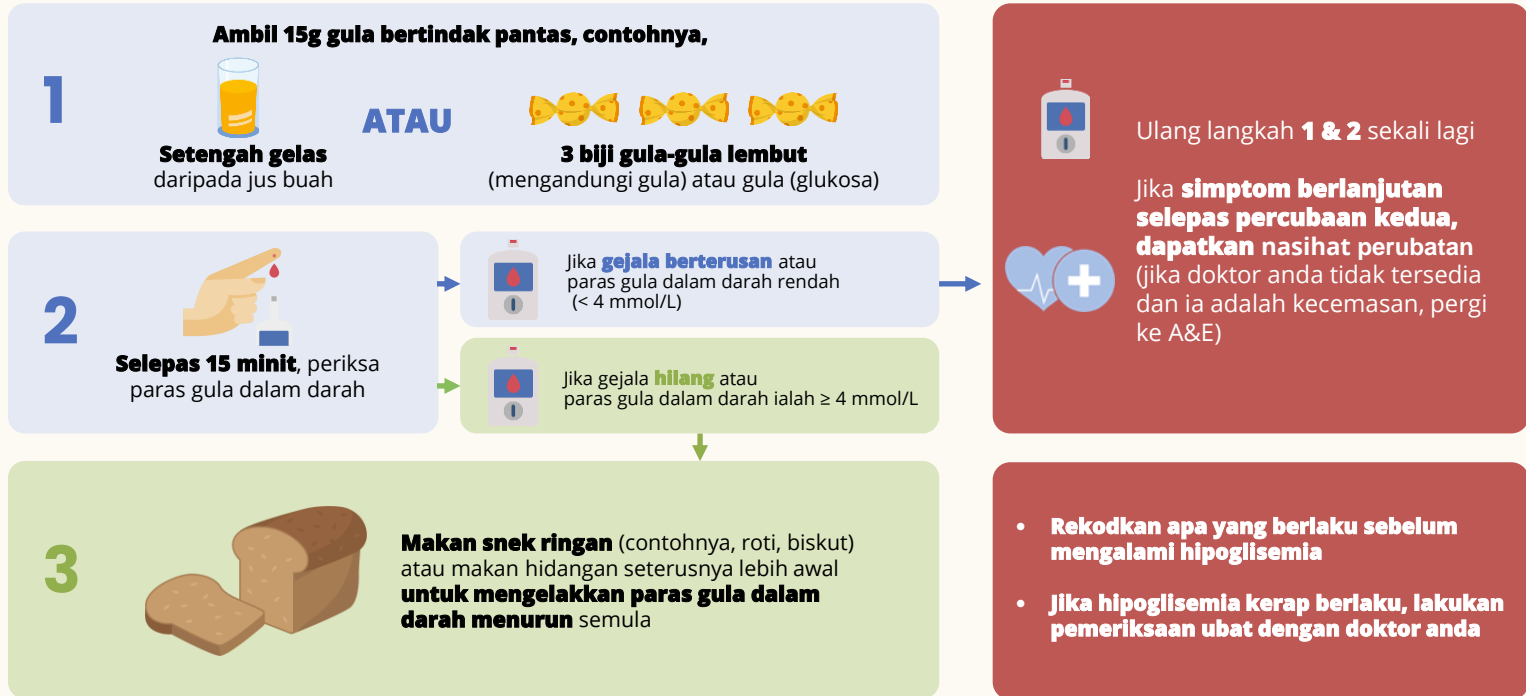 Ambil 15g gula bertindak pantas, contohnya,
1
ATAU
Setengah gelas
daripada jus buah
3 biji gula-gula lembut
(mengandungi gula) atau gula (glukosa)
2
Selepas 15 minit, periksa
paras gula dalam darah
Jika gejala berterusan atau
paras gula dalam darah rendah
(< 4 mmol/L)
Jika gejala hilang atau
paras gula dalam darah ialah ≥ 4 mmol/L
Ulang langkah 1 & 2 sekali lagi
Jika simptom berlanjutan
selepas percubaan kedua,
dapatkan nasihat perubatan
(jika doktor anda tidak tersedia
dan ia adalah kecemasan, pergi
ke A&E)
3
Makan snek ringan (contohnya, roti, biskut)
atau makan hidangan seterusnya lebih awal
untuk mengelakkan paras gula dalam
darah menurun semula
• Rekodkan apa yang berlaku sebelum
mengalami hipoglisemia
• Jika hipoglisemia kerap berlaku, lakukan
pemeriksaan ubat dengan doktor anda